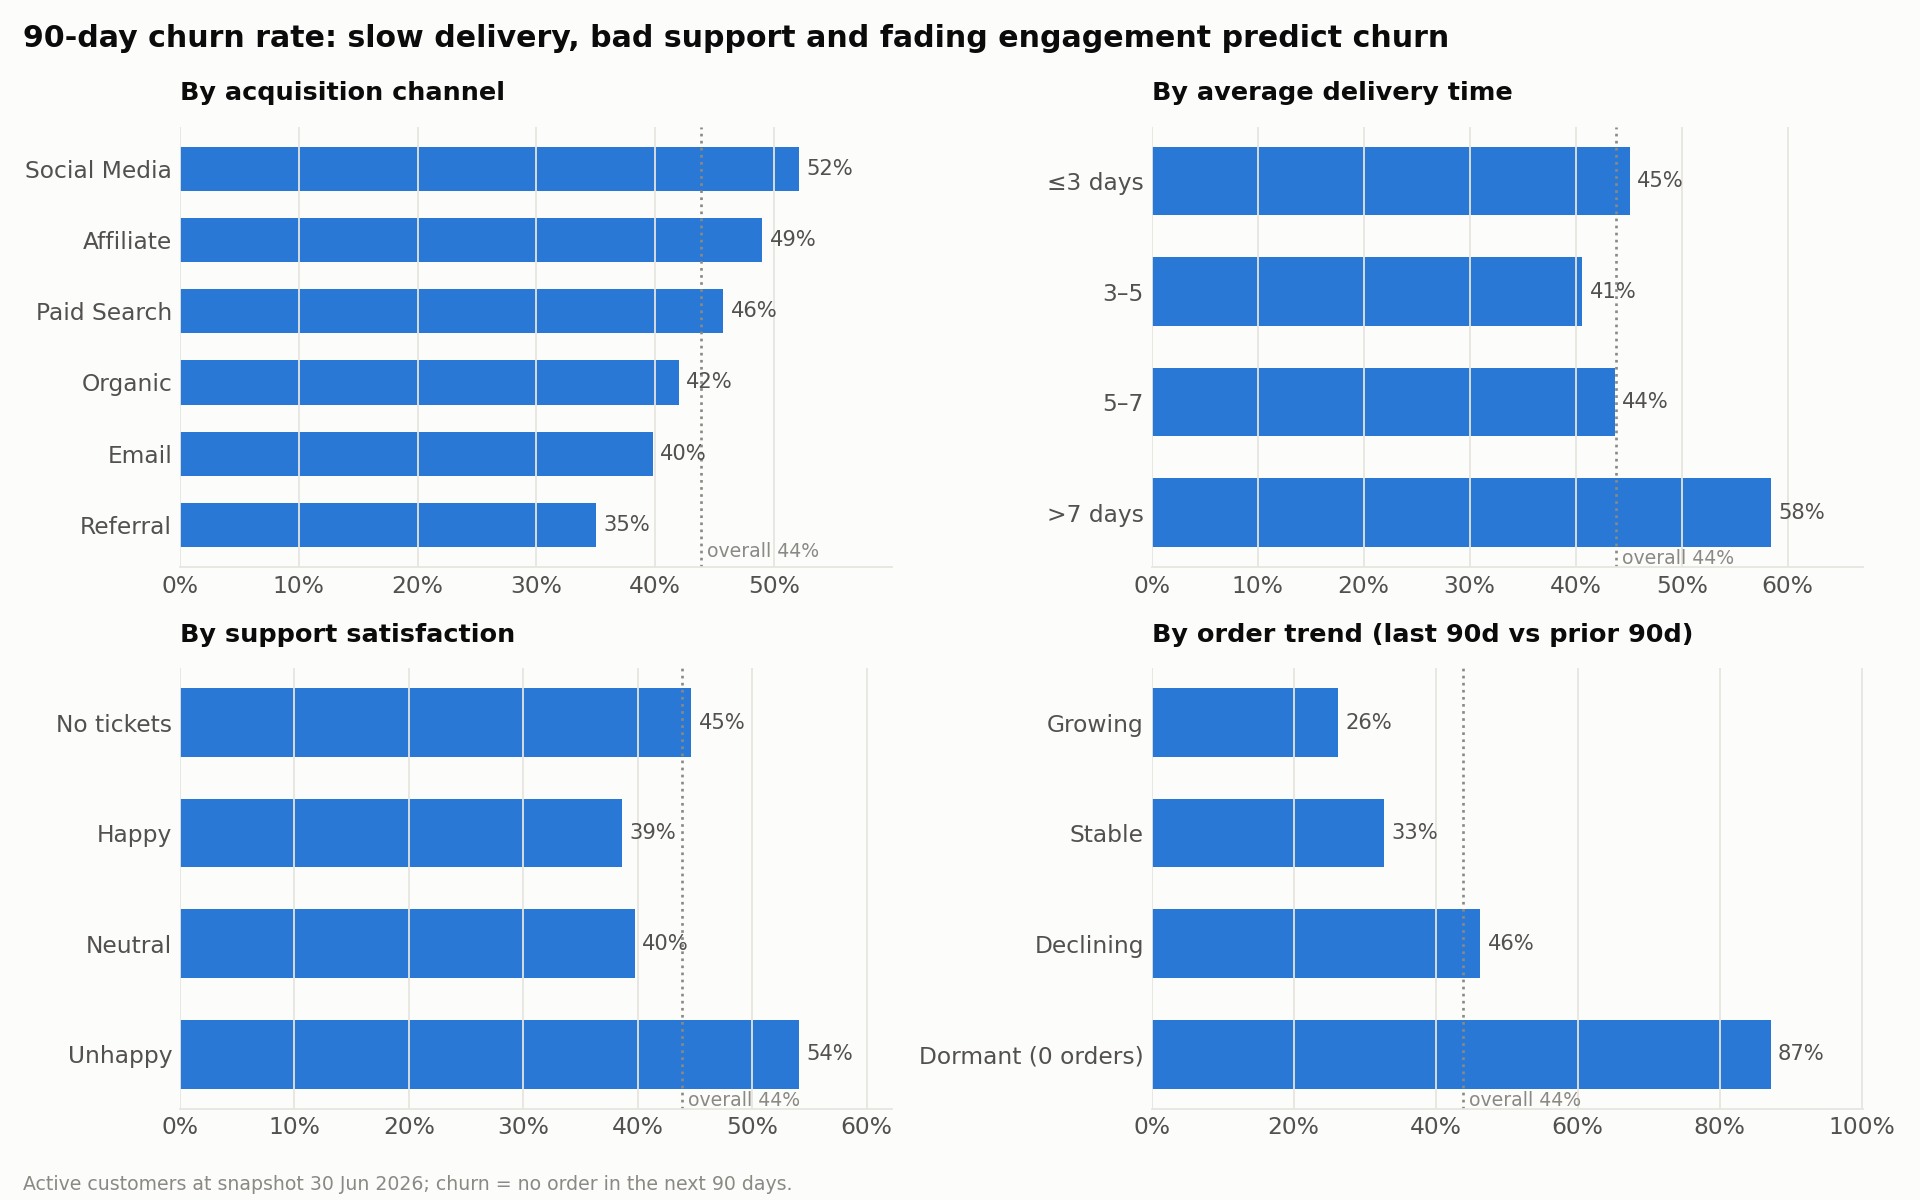 90-day churn rate: slow delivery, bad support and fading engagement predict churn
By acquisition channel
Social Media 52%
Affiliate 49%
Paid Search 46%
Organic 42%
Email 40%
Referral 35%
overall 44%
0% 10% 20% 30% 40% 50%
By average delivery time
≤3 days 45%
3–5 41%
5–7 44%
>7 days 58%
overall 44%
0% 10% 20% 30% 40% 50% 60%
By support satisfaction
No tickets 45%
Happy 39%
Neutral 40%
Unhappy 54%
overall 44%
0% 10% 20% 30% 40% 50% 60%
By order trend (last 90d vs prior 90d)
Growing 26%
Stable 33%
Declining 46%
Dormant (0 orders) 87%
overall 44%
0% 20% 40% 60% 80% 100%
Active customers at snapshot 30 Jun 2026; churn = no order in the next 90 days.